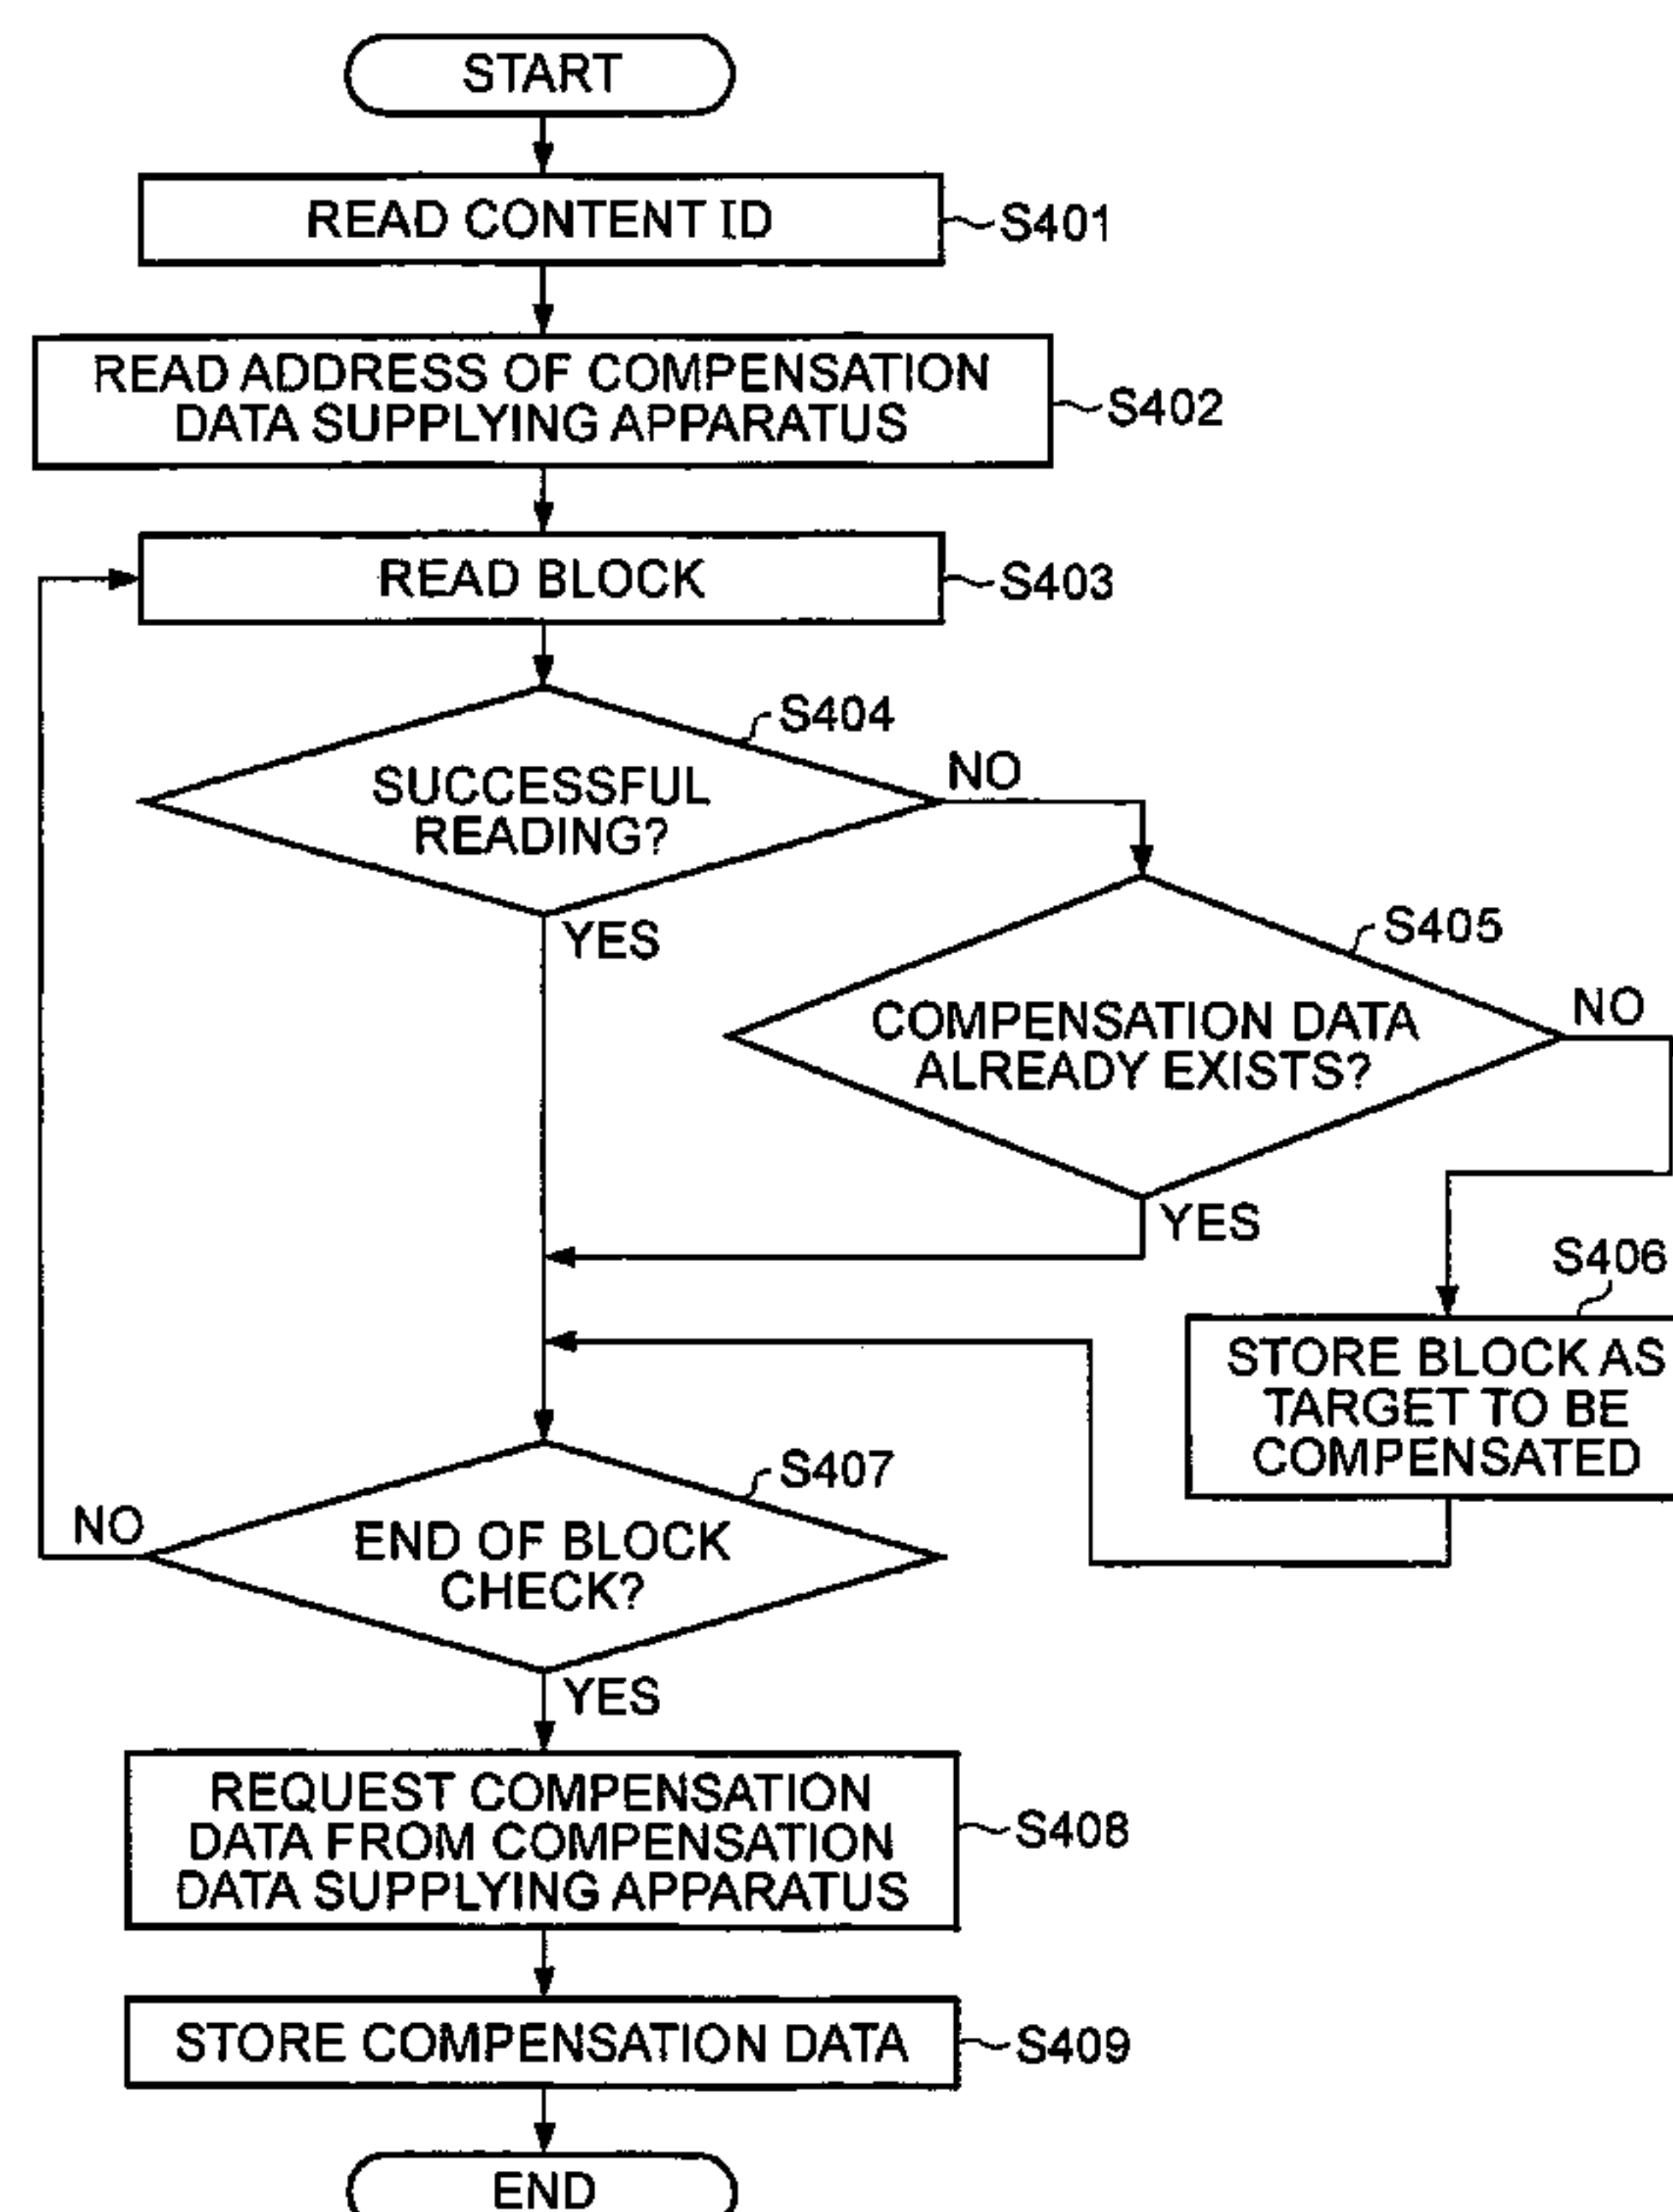 START
READ CONTENT ID
S401
READ ADDRESS OF COMPENSATION
DATA SUPPLYING APPARATUS
S402
READ BLOCK
S403
S404
SUCCESSFUL
READING?
NO
YES
S405
COMPENSATION DATA
ALREADY EXISTS?
NO
YES
S406
STORE BLOCK AS
TARGET TO BE
COMPENSATED
S407
END OF BLOCK
CHECK?
NO
YES
REQUEST COMPENSATION
DATA FROM COMPENSATION
DATA SUPPLYING APPARATUS
S408
STORE COMPENSATION DATA
S409
END